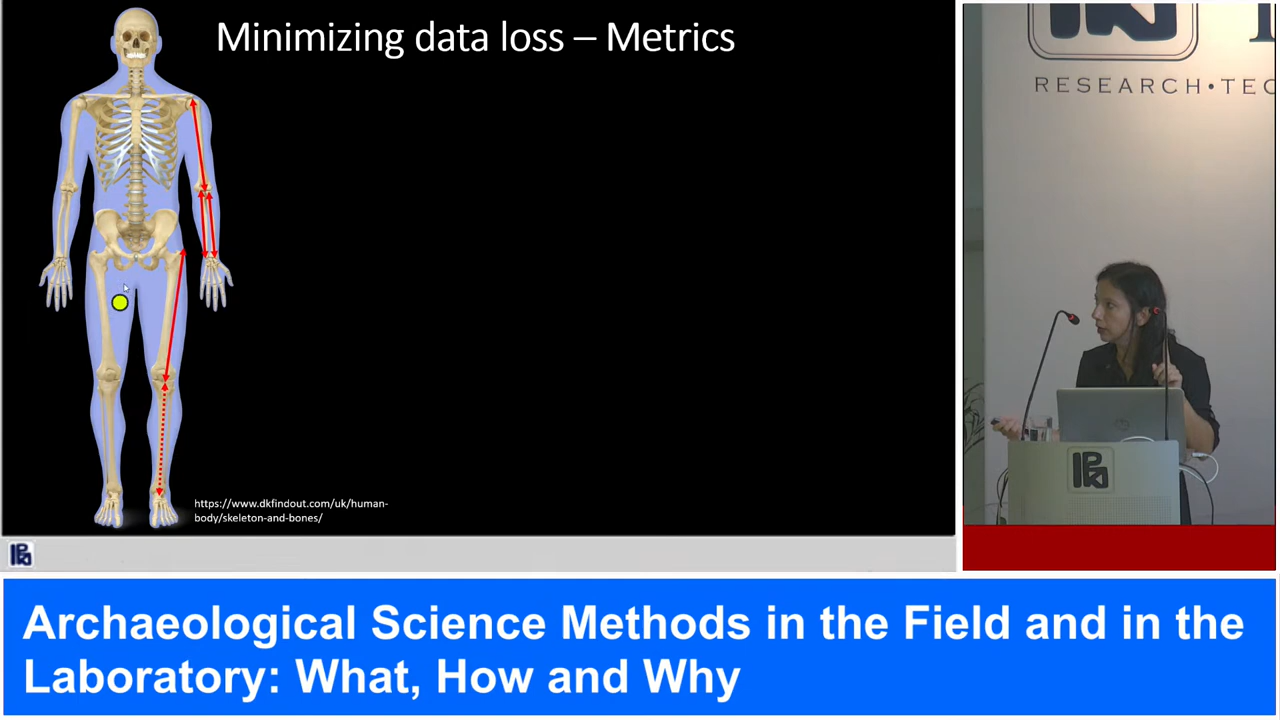 Minimizing data loss – Metrics
RESEARCH•TEC
https://www.dkfindout.com/uk/human-
body/skeleton-and-bones/
Archaeological Science Methods in the Field and in the
Laboratory: What, How and Why